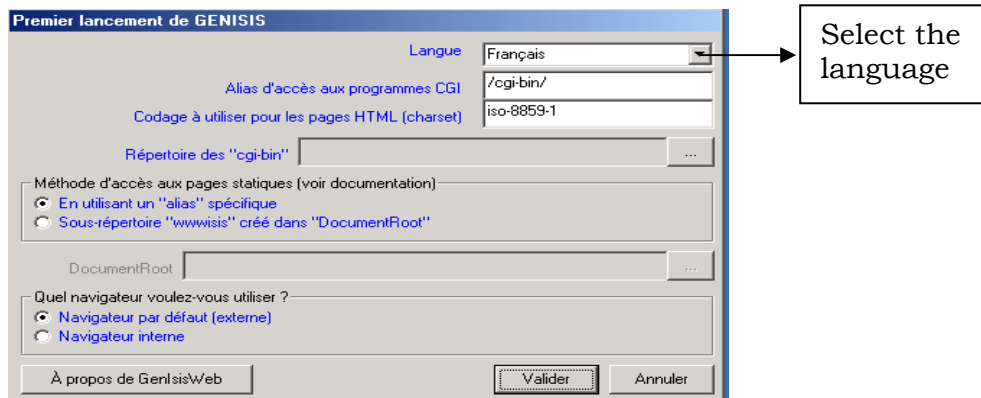 Premier lancement de GENISIS
Langue Français
Select the
language
Alias d'accès aux programmes CGI /cgi-bin/
Codage à utiliser pour les pages HTML (charset) iso-8859-1
Répertoire des "cgi-bin" ...
Méthode d'accès aux pages statiques (voir documentation)
En utilisant un "alias" spécifique
Sous-répertoire "wwwisis" créé dans "DocumentRoot"
DocumentRoot ...
Quel navigateur voulez-vous utiliser ?
Navigateur par défaut (externe)
Navigateur interne
À propos de GenIsisWeb Valider Annuler